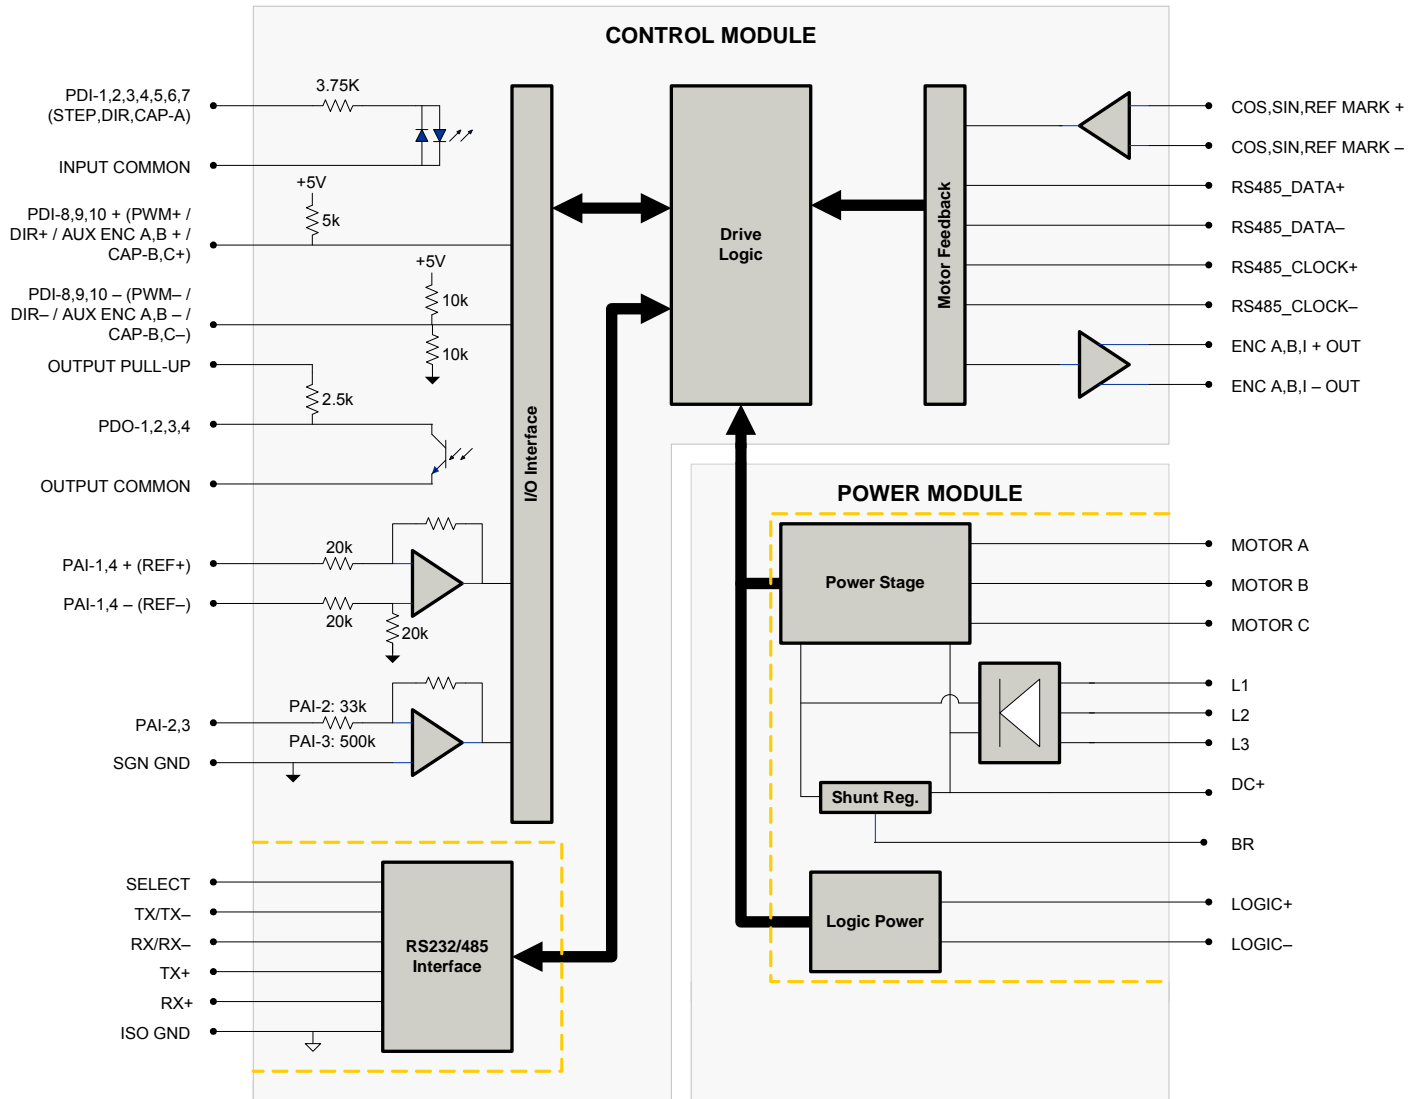 CONTROL MODULE
PDI-1,2,3,4,5,6,7
(STEP,DIR,CAP-A)
3.75K
INPUT COMMON
+5V
PDI-8,9,10 + (PWM+ /
DIR+ / AUX ENC A,B + /
CAP-B,C+)
5k
+5V
PDI-8,9,10 – (PWM– /
DIR– / AUX ENC A,B – /
CAP-B,C–)
10k
10k
OUTPUT PULL-UP
2.5k
PDO-1,2,3,4
OUTPUT COMMON
PAI-1,4 + (REF+)
20k
PAI-1,4 – (REF–)
20k
20k
PAI-2,3
PAI-2: 33k
PAI-3: 500k
SGN GND
I/O Interface
SELECT
TX/TX–
RX/RX–
TX+
RX+
ISO GND
RS232/485
Interface
Drive
Logic
Motor Feedback
COS,SIN,REF MARK +
COS,SIN,REF MARK –
RS485_DATA+
RS485_DATA–
RS485_CLOCK+
RS485_CLOCK–
ENC A,B,I + OUT
ENC A,B,I – OUT
POWER MODULE
Power Stage
MOTOR A
MOTOR B
MOTOR C
L1
L2
L3
DC+
Shunt Reg.
BR
Logic Power
LOGIC+
LOGIC–